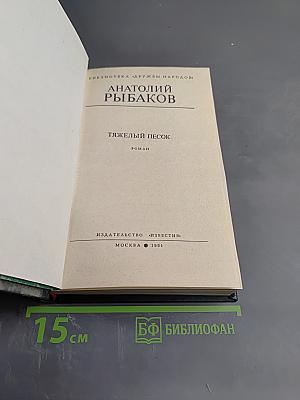 БИБЛИОТЕКА «ДРУЖБЫ НАРОДОВ»
АНАТОЛИЙ
РЫБАКОВ
ТЯЖЕЛЫЙ ПЕСОК
РОМАН
ИЗДАТЕЛЬСТВО «ИЗВЕСТИЯ»
МОСКВА ● 1981
15 см
БФ БИБЛИОФАН